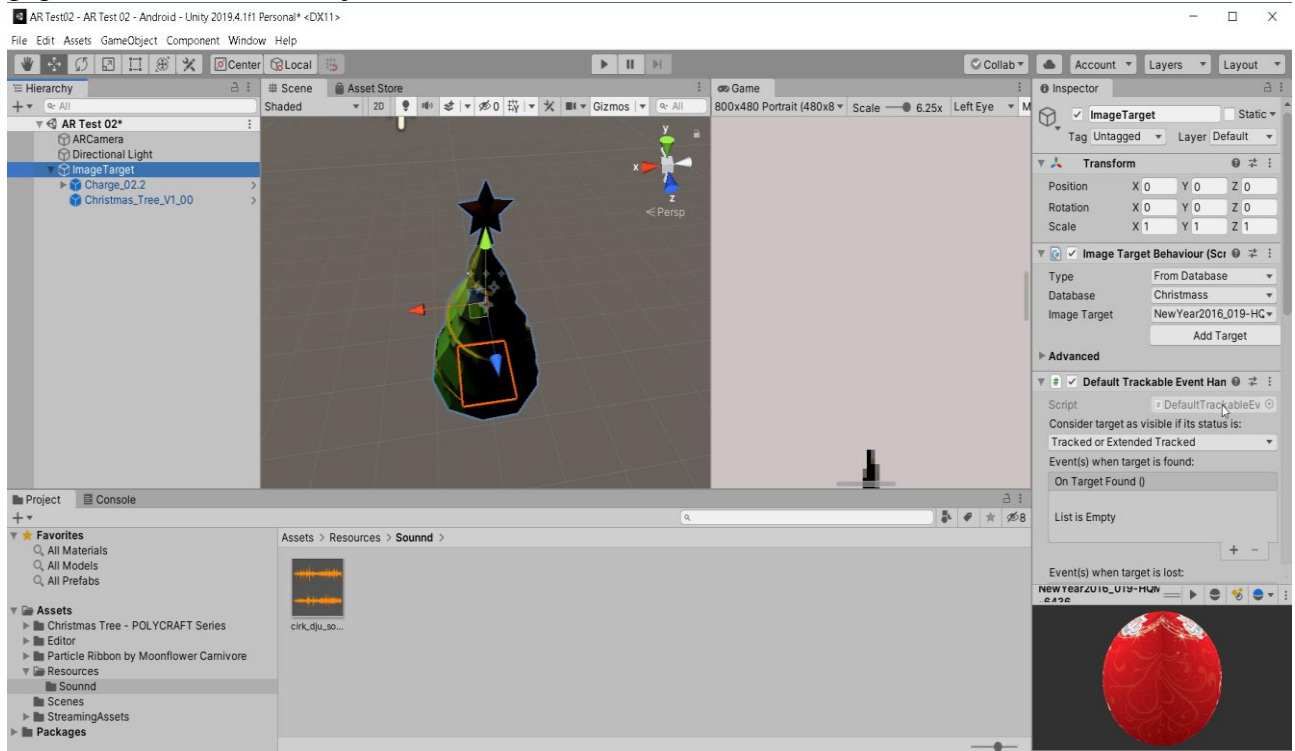 AR Test02 - AR Test 02 - Android - Unity 2019.4.1f1 Personal* <DX11>
File Edit Assets GameObject Component Window Help
Center Local Collab Account Layers Layout
Hierarchy
All
AR Test 02*
ARCamera
Directional Light
ImageTarget
Charge_02.2
Christmas_Tree_V1_00
Scene Asset Store
Shaded 2D 0 Gizmos All
y
x
z
Persp
Game
800x480 Portrait (480x8 Scale 6.25x Left Eye M
Inspector
ImageTarget Static
Tag Untagged Layer Default
Transform
Position X 0 Y 0 Z 0
Rotation X 0 Y 0 Z 0
Scale X 1 Y 1 Z 1
Image Target Behaviour (Scr
Type From Database
Database Christmass
Image Target NewYear2016_019-HQ
Add Target
Advanced
Default Trackable Event Han
Script # DefaultTrackableEv
Consider target as visible if its status is:
Tracked or Extended Tracked
Event(s) when target is found:
On Target Found ()
List is Empty
+ -
Event(s) when target is lost:
NewYear2016_019-HQM
-6436
Project Console
8
Favorites
All Materials
All Models
All Prefabs
Assets
Christmas Tree - POLYCRAFT Series
Editor
Particle Ribbon by Moonflower Carnivore
Resources
Sounnd
Scenes
StreamingAssets
Packages
Assets > Resources > Sounnd >
cirk_dju_so...